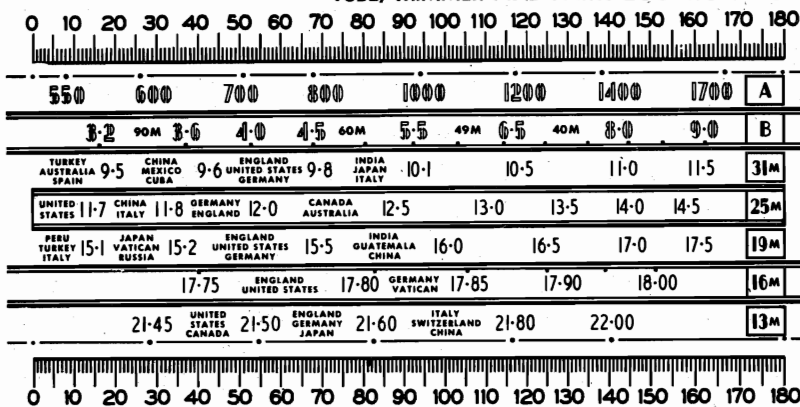 0 10 20 30 40 50 60 70 80 90 100 110 120 130 140 150 160 170 180
550 600 700 800 1000 1200 1400 1700 A
3·2 90M 3·6 4·0 4·5 60M 5·5 49M 6·5 40M 8·0 9·0 B
TURKEY CHINA ENGLAND INDIA
AUSTRALIA 9·5 MEXICO 9·6 UNITED STATES 9·8 JAPAN 10·1 10·5 11·0 11·5 31M
SPAIN CUBA GERMANY ITALY
UNITED 11·7 CHINA 11·8 GERMANY 12·0 CANADA 12·5 13·0 13·5 14·0 14·5 25M
STATES ITALY ENGLAND AUSTRALIA
PERU JAPAN ENGLAND INDIA
TURKEY 15·1 VATICAN 15·2 UNITED STATES 15·5 GUATEMALA 16·0 16·5 17·0 17·5 19M
ITALY RUSSIA GERMANY CHINA
17·75 ENGLAND 17·80 GERMANY 17·85 17·90 18·00 16M
UNITED STATES VATICAN
UNITED ENGLAND ITALY
21·45 STATES 21·50 GERMANY 21·60 SWITZERLAND 21·80 22·00 13M
CANADA JAPAN CHINA
0 10 20 30 40 50 60 70 80 90 100 110 120 130 140 150 160 170 180